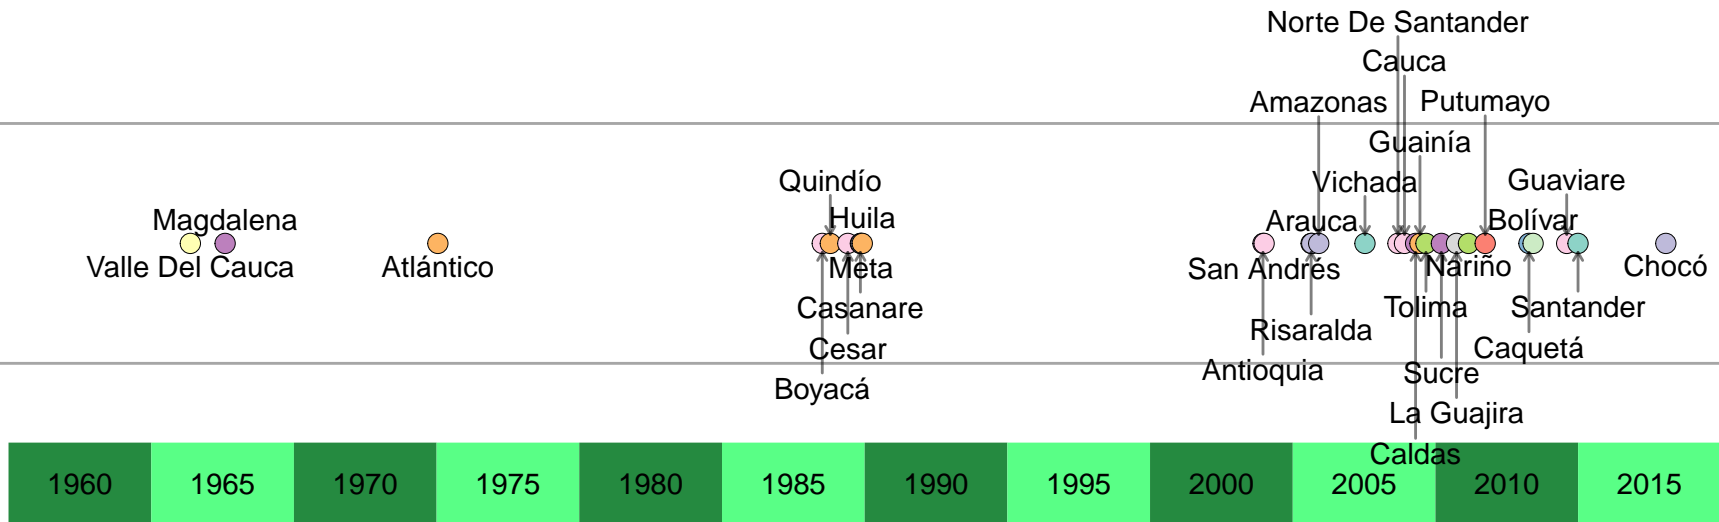 Norte De Santander
Cauca
Amazonas
Putumayo
Guainía
Quindío
Vichada
Guaviare
Magdalena
Huila
Arauca
Bolívar
Valle Del Cauca
Atlántico
Meta
San Andrés
Nariño
Chocó
Casanare
Tolima
Santander
Cesar
Risaralda
Caquetá
Boyacá
Antioquia
Sucre
La Guajira
Caldas
1960 1965 1970 1975 1980 1985 1990 1995 2000 2005 2010 2015